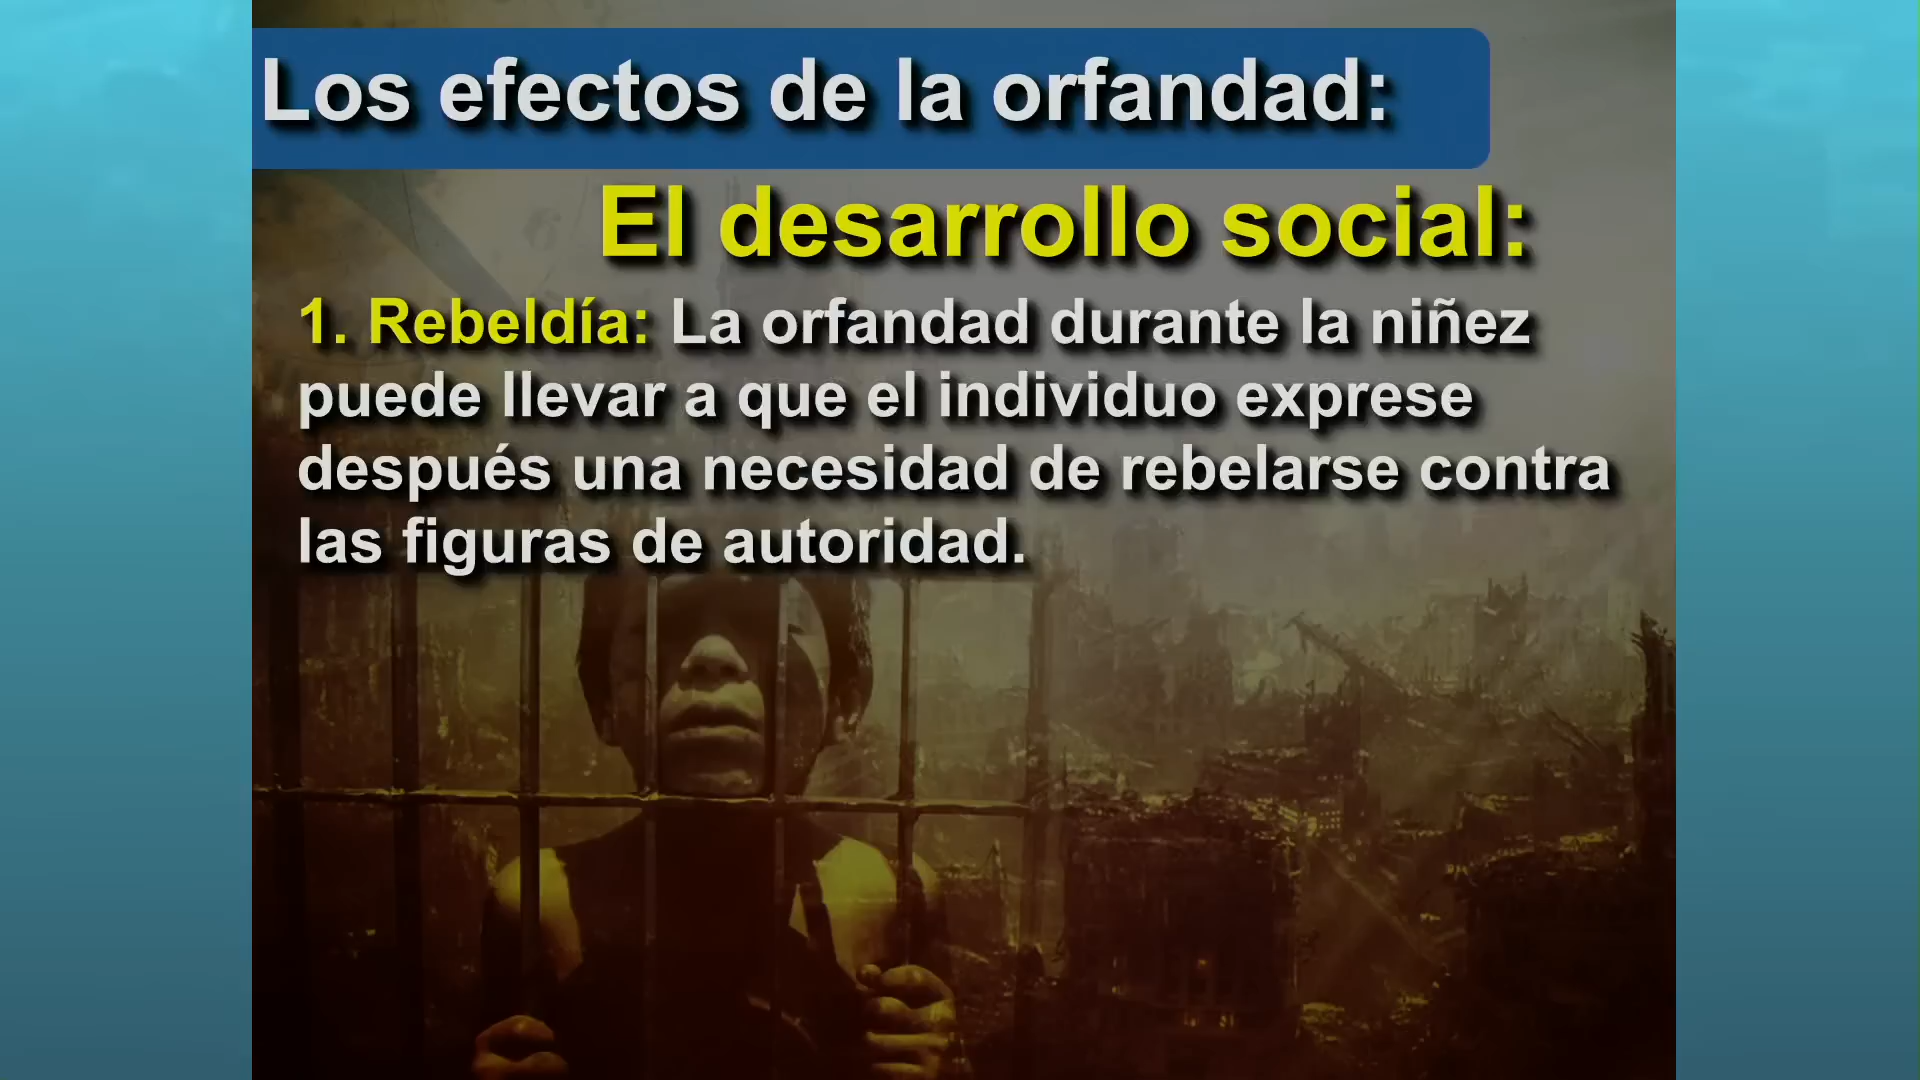 Los efectos de la orfandad:
El desarrollo social:
1. Rebeldía: La orfandad durante la niñez
puede llevar a que el individuo exprese
después una necesidad de rebelarse contra
las figuras de autoridad.